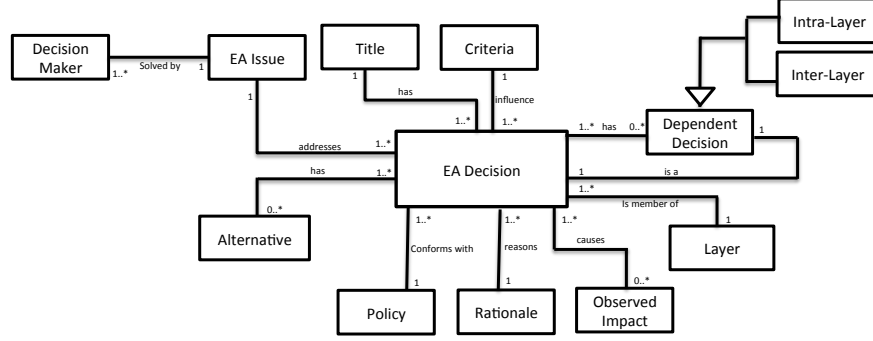 Intra-Layer
Inter-Layer
Decision
Maker
1..*
Solved by
1
EA Issue
1
Title
1
has
1..*
Criteria
1
influence
1..*
addresses
1..*
has
1..*
0..*
Alternative
EA Decision
1..*
has
0..*
Dependent
Decision
1
1
is a
1..*
Is member of
1
Layer
1..*
Conforms with
1
Policy
1..*
reasons
1
Rationale
1..*
causes
0..*
Observed
Impact